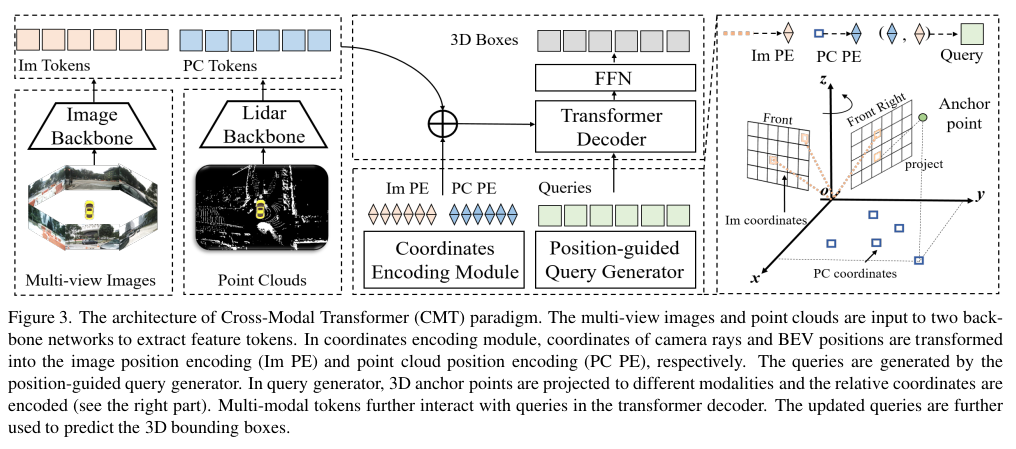 Im Tokens
PC Tokens
Image
Backbone
Lidar
Backbone
Multi-view Images
Point Clouds
3D Boxes
FFN
Transformer
Decoder
Im PE
PC PE
Queries
Coordinates
Encoding Module
Position-guided
Query Generator
Im PE
PC PE
( , )
Query
z
Front
Front Right
Anchor
point
project
o
y
Im coordinates
PC coordinates
x
Figure 3. The architecture of Cross-Modal Transformer (CMT) paradigm. The multi-view images and point clouds are input to two back-
bone networks to extract feature tokens. In coordinates encoding module, coordinates of camera rays and BEV positions are transformed
into the image position encoding (Im PE) and point cloud position encoding (PC PE), respectively. The queries are generated by the
position-guided query generator. In query generator, 3D anchor points are projected to different modalities and the relative coordinates are
encoded (see the right part). Multi-modal tokens further interact with queries in the transformer decoder. The updated queries are further
used to predict the 3D bounding boxes.